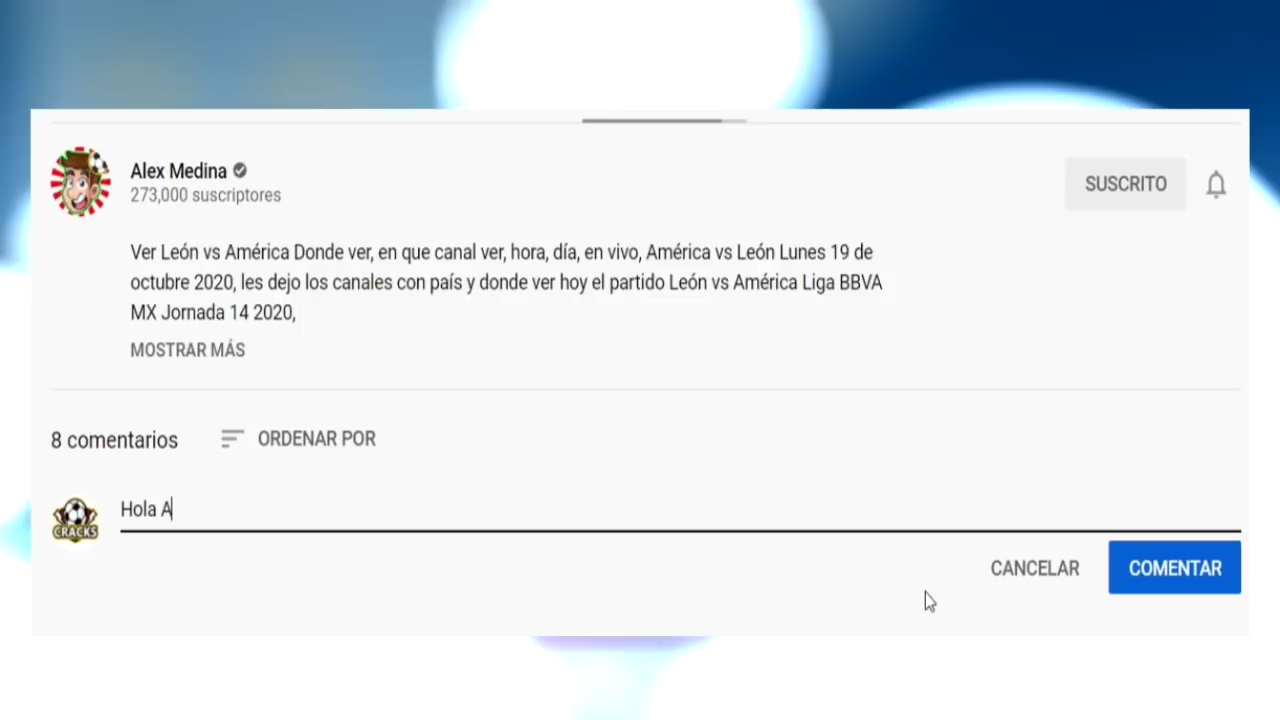 Alex Medina
273,000 suscriptores
SUSCRITO
Ver León vs América Donde ver, en que canal ver, hora, día, en vivo, América vs León Lunes 19 de
octubre 2020, les dejo los canales con país y donde ver hoy el partido León vs América Liga BBVA
MX Jornada 14 2020,
MOSTRAR MÁS
8 comentarios
ORDENAR POR
CRACKS
Hola A
CANCELAR
COMENTAR